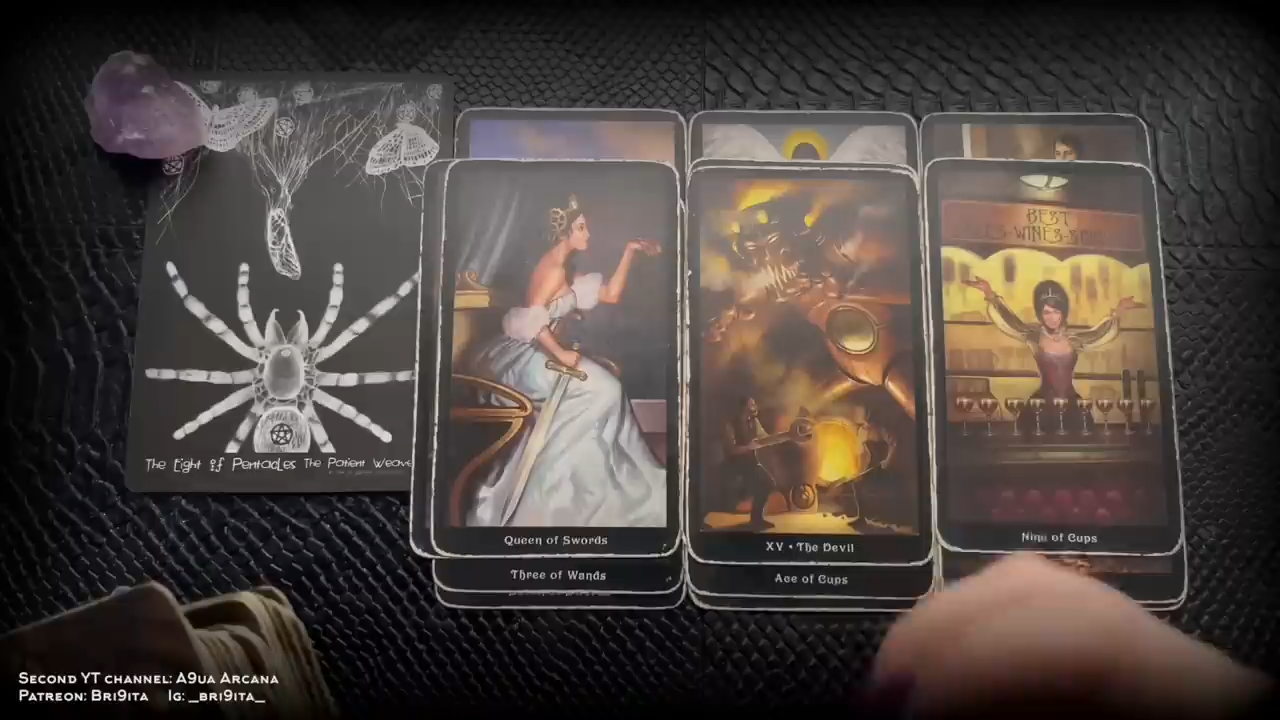 BEST
The Eight of Pentacles The Patient Weave
Queen of Swords
XV • The Devil
Nine of Cups
Three of Wands
Ace of Cups
Second YT channel: A9ua Arcana
Patreon: Bri9ita Ig: _bri9ita_